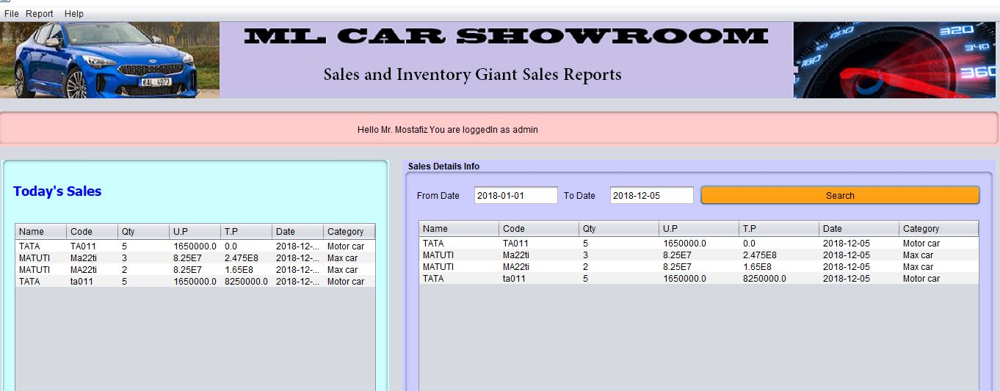 File Report Help
ML CAR SHOWROOM
Sales and Inventory Giant Sales Reports
6AL 4073
160 200 320 340 360
Hello Mr. Mostafiz.You are loggedIn as admin
Today's Sales
Name Code Qty U.P T.P Date Category
TATA TA011 5 1650000.0 0.0 2018-12-... Motor car
MATUTI Ma22ti 3 8.25E7 2.475E8 2018-12-... Max car
MATUTI MA22ti 2 8.25E7 1.65E8 2018-12-... Max car
TATA ta011 5 1650000.0 8250000.0 2018-12-... Motor car
Sales Details Info
From Date 2018-01-01 To Date 2018-12-05 Search
Name Code Qty U.P T.P Date Category
TATA TA011 5 1650000.0 0.0 2018-12-05 Motor car
MATUTI Ma22ti 3 8.25E7 2.475E8 2018-12-05 Max car
MATUTI MA22ti 2 8.25E7 1.65E8 2018-12-05 Max car
TATA ta011 5 1650000.0 8250000.0 2018-12-05 Motor car